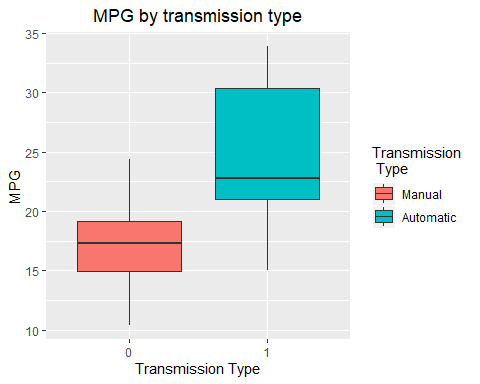 MPG by transmission type
35
30
25
20
15
10
MPG
0
1
Transmission Type
Transmission
Type
Manual
Automatic